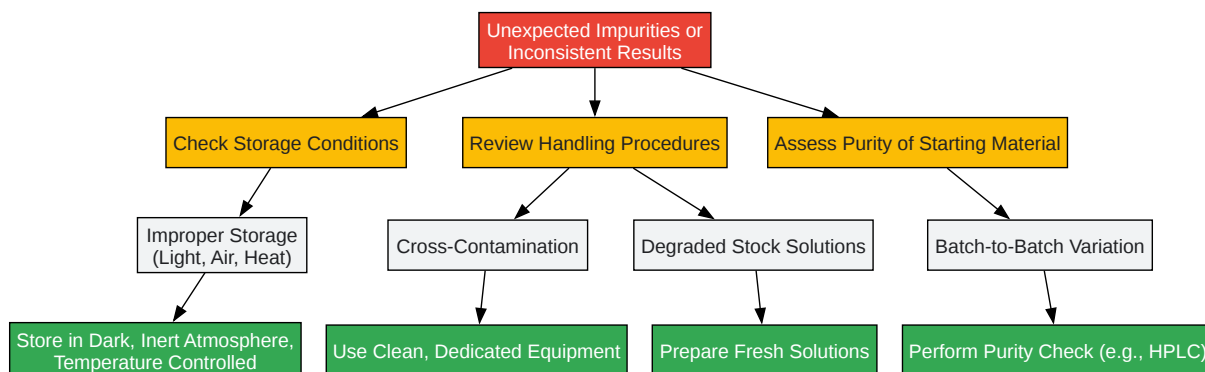 Unexpected Impurities or
Inconsistent Results
Check Storage Conditions
Review Handling Procedures
Assess Purity of Starting Material
Improper Storage
(Light, Air, Heat)
Cross-Contamination
Degraded Stock Solutions
Batch-to-Batch Variation
Store in Dark, Inert Atmosphere,
Temperature Controlled
Use Clean, Dedicated Equipment
Prepare Fresh Solutions
Perform Purity Check (e.g., HPLC)